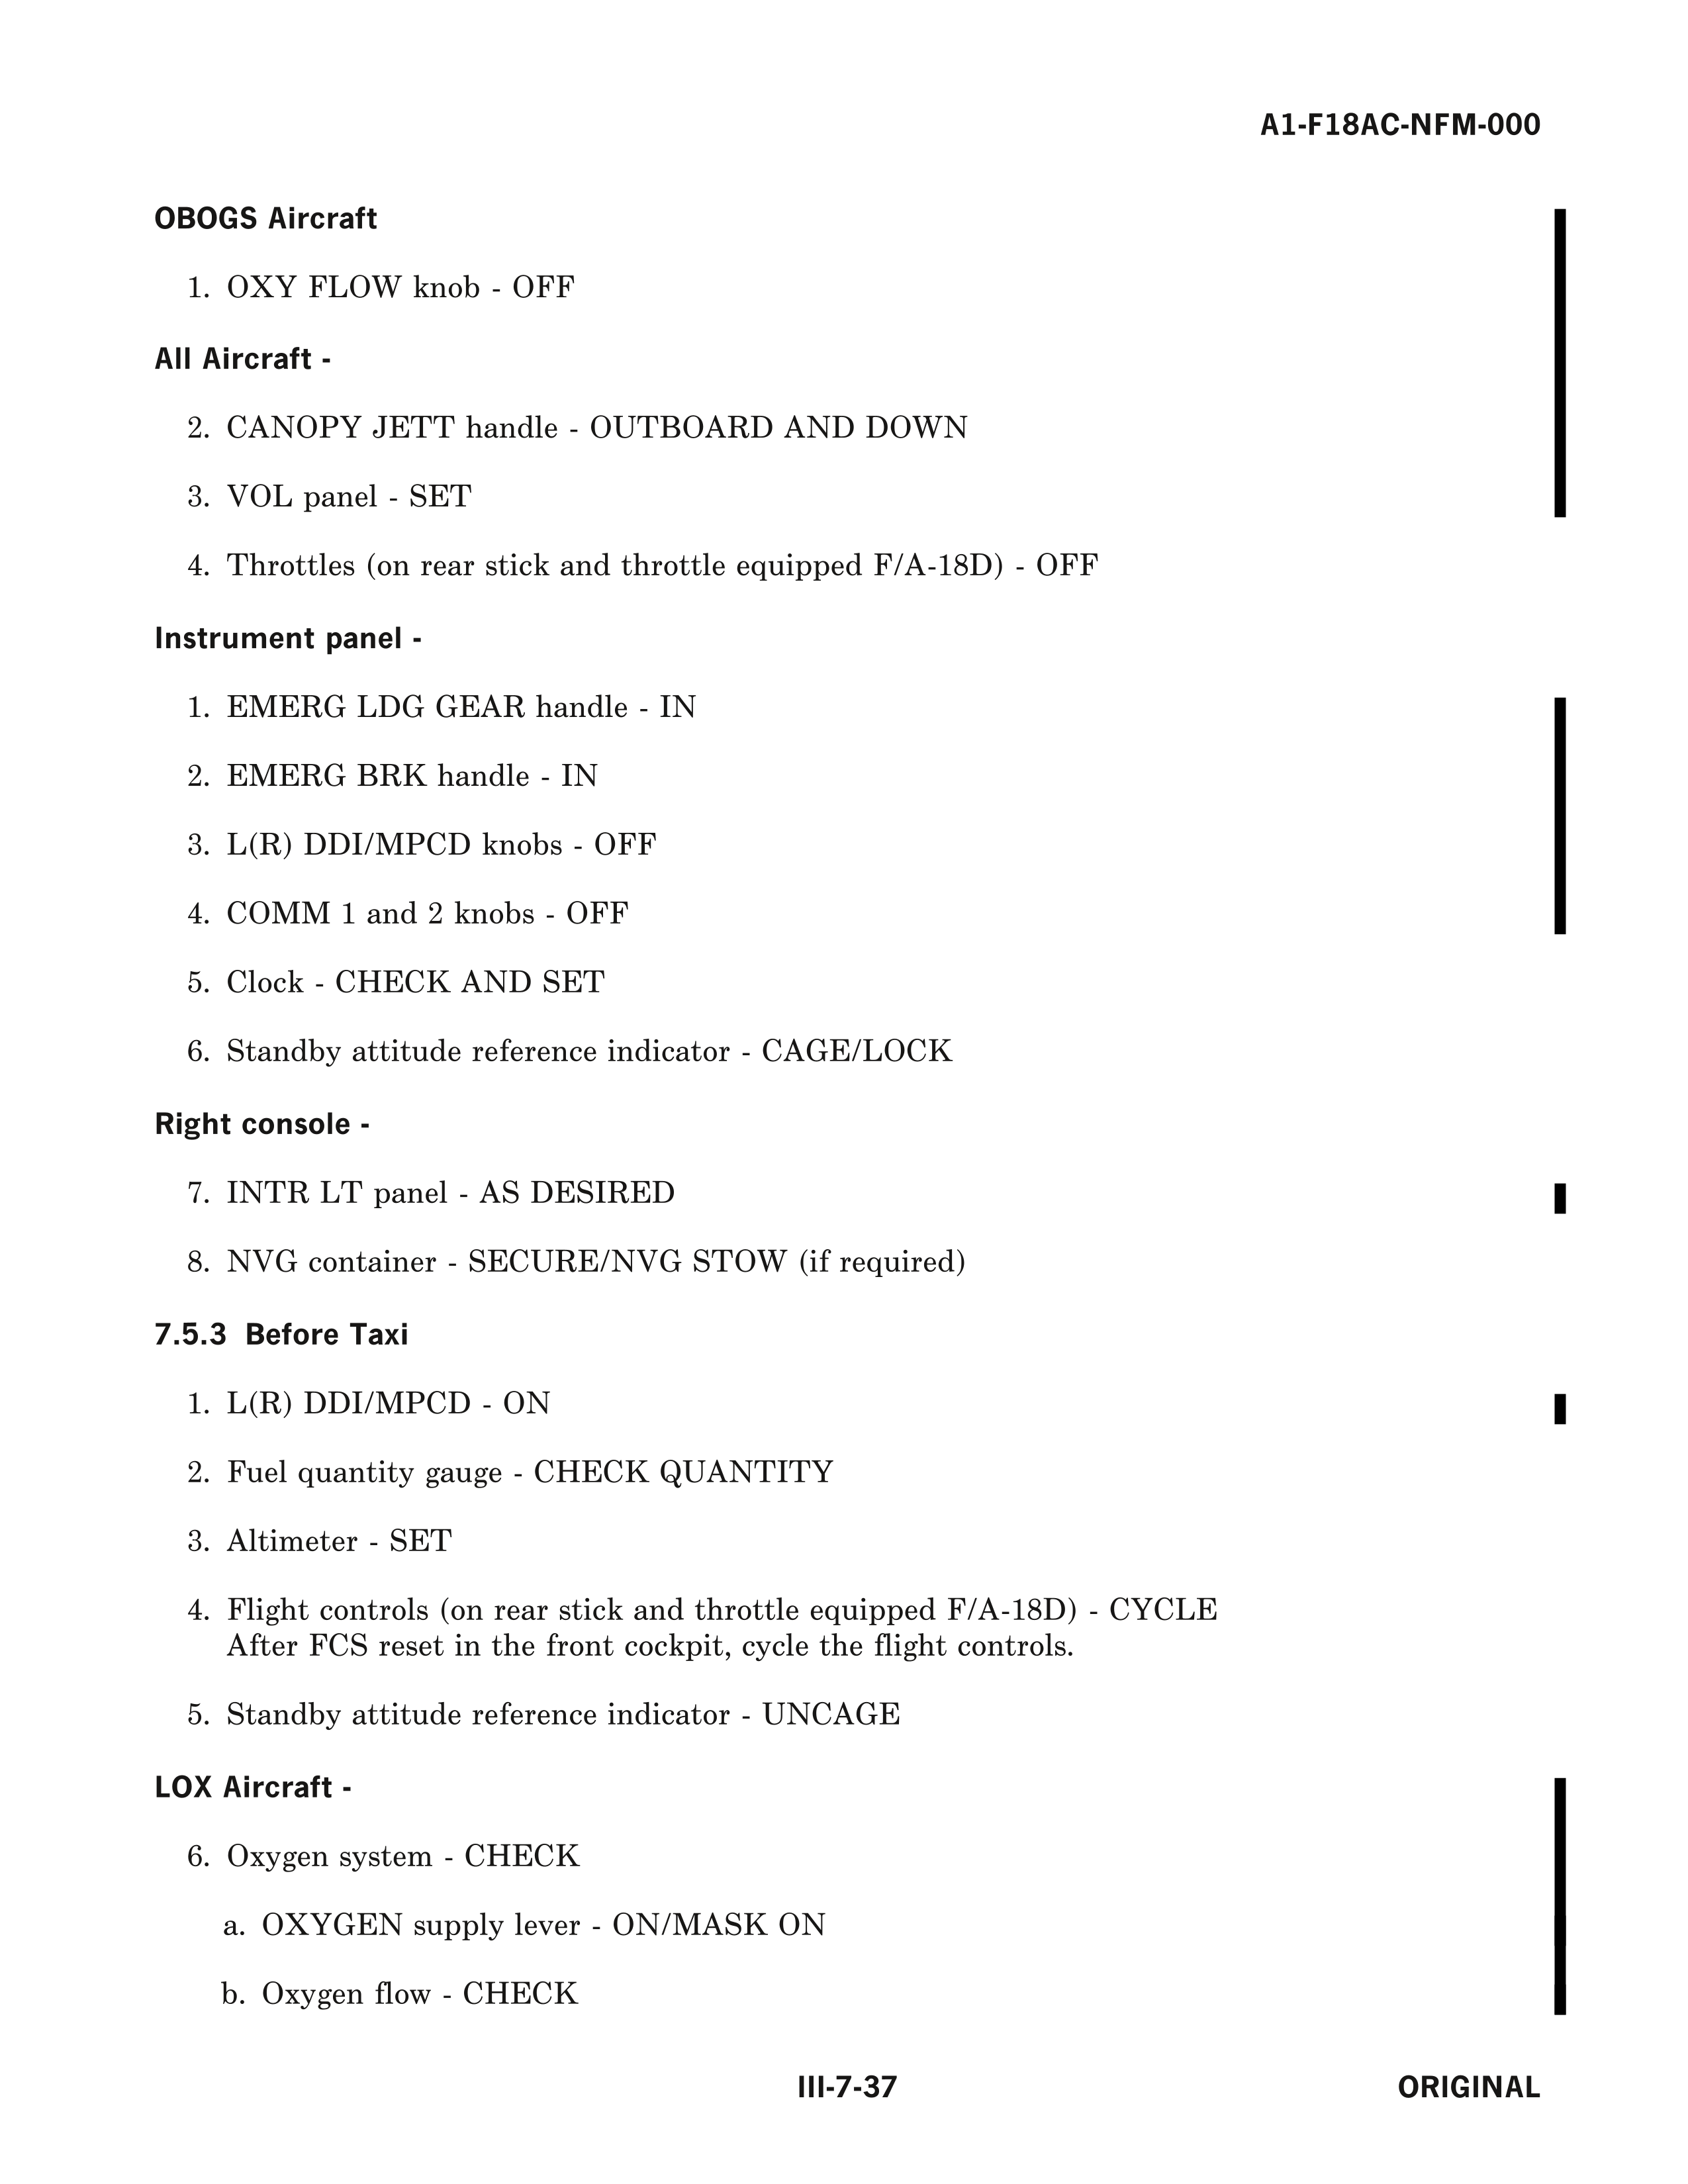 A1-F18AC-NFM-000
OBOGS Aircraft
1. OXY FLOW knob - OFF
All Aircraft -
2. CANOPY JETT handle - OUTBOARD AND DOWN
3. VOL panel - SET
4. Throttles (on rear stick and throttle equipped F/A-18D) - OFF
Instrument panel -
1. EMERG LDG GEAR handle - IN
2. EMERG BRK handle - IN
3. L(R) DDI/MPCD knobs - OFF
4. COMM 1 and 2 knobs - OFF
5. Clock - CHECK AND SET
6. Standby attitude reference indicator - CAGE/LOCK
Right console -
7. INTR LT panel - AS DESIRED
8. NVG container - SECURE/NVG STOW (if required)
7.5.3 Before Taxi
1. L(R) DDI/MPCD - ON
2. Fuel quantity gauge - CHECK QUANTITY
3. Altimeter - SET
4. Flight controls (on rear stick and throttle equipped F/A-18D) - CYCLE
After FCS reset in the front cockpit, cycle the flight controls.
5. Standby attitude reference indicator - UNCAGE
LOX Aircraft -
6. Oxygen system - CHECK
a. OXYGEN supply lever - ON/MASK ON
b. Oxygen flow - CHECK
III-7-37
ORIGINAL